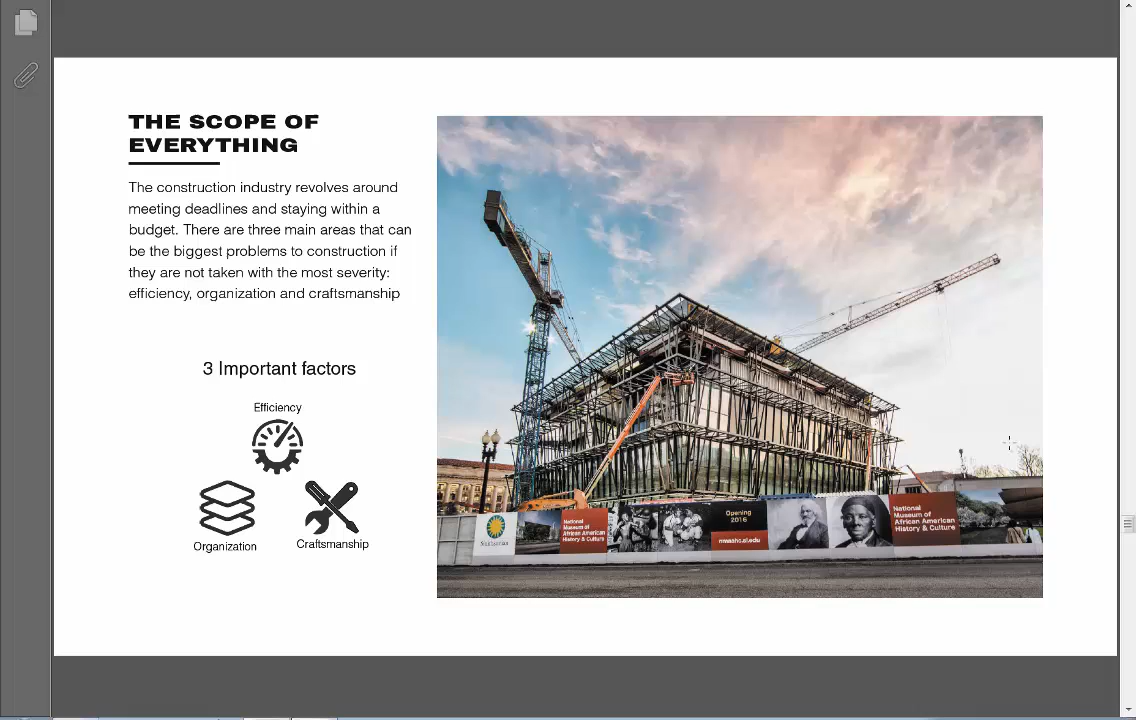 THE SCOPE OF
EVERYTHING
The construction industry revolves around
meeting deadlines and staying within a
budget. There are three main areas that can
be the biggest problems to construction if
they are not taken with the most severity:
efficiency, organization and craftsmanship
3 Important factors
Efficiency
Organization
Craftsmanship
Smithsonian
National
Museum of
African American
History & Culture
Opening
2016
nmaahc.si.edu
National
Museum of
African American
History & Culture